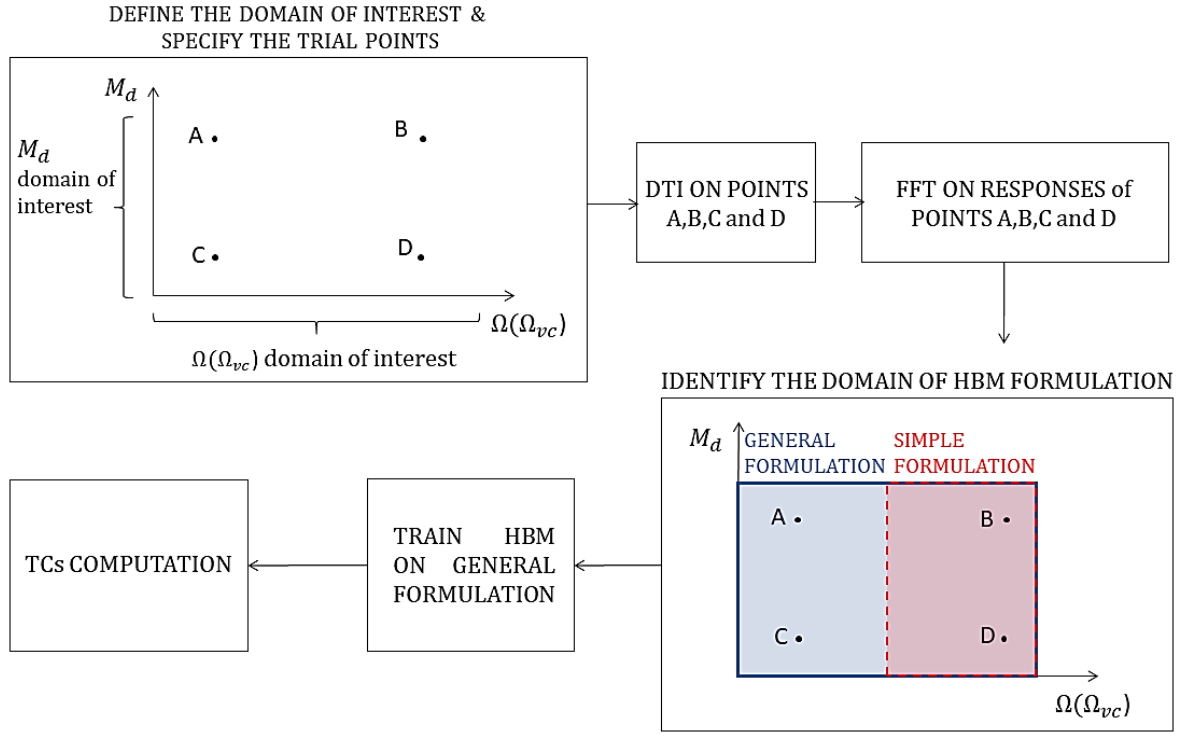 DEFINE THE DOMAIN OF INTEREST &
SPECIFY THE TRIAL POINTS
M_d
A
B
M_d
domain of
interest
C
D
Ω(Ω_vc)
Ω(Ω_vc) domain of interest
DTI ON POINTS
A,B,C and D
FFT ON RESPONSES of
POINTS A,B,C and D
IDENTIFY THE DOMAIN OF HBM FORMULATION
M_d
GENERAL
FORMULATION
SIMPLE
FORMULATION
A
B
C
D
Ω(Ω_vc)
TRAIN HBM
ON GENERAL
FORMULATION
TCs COMPUTATION